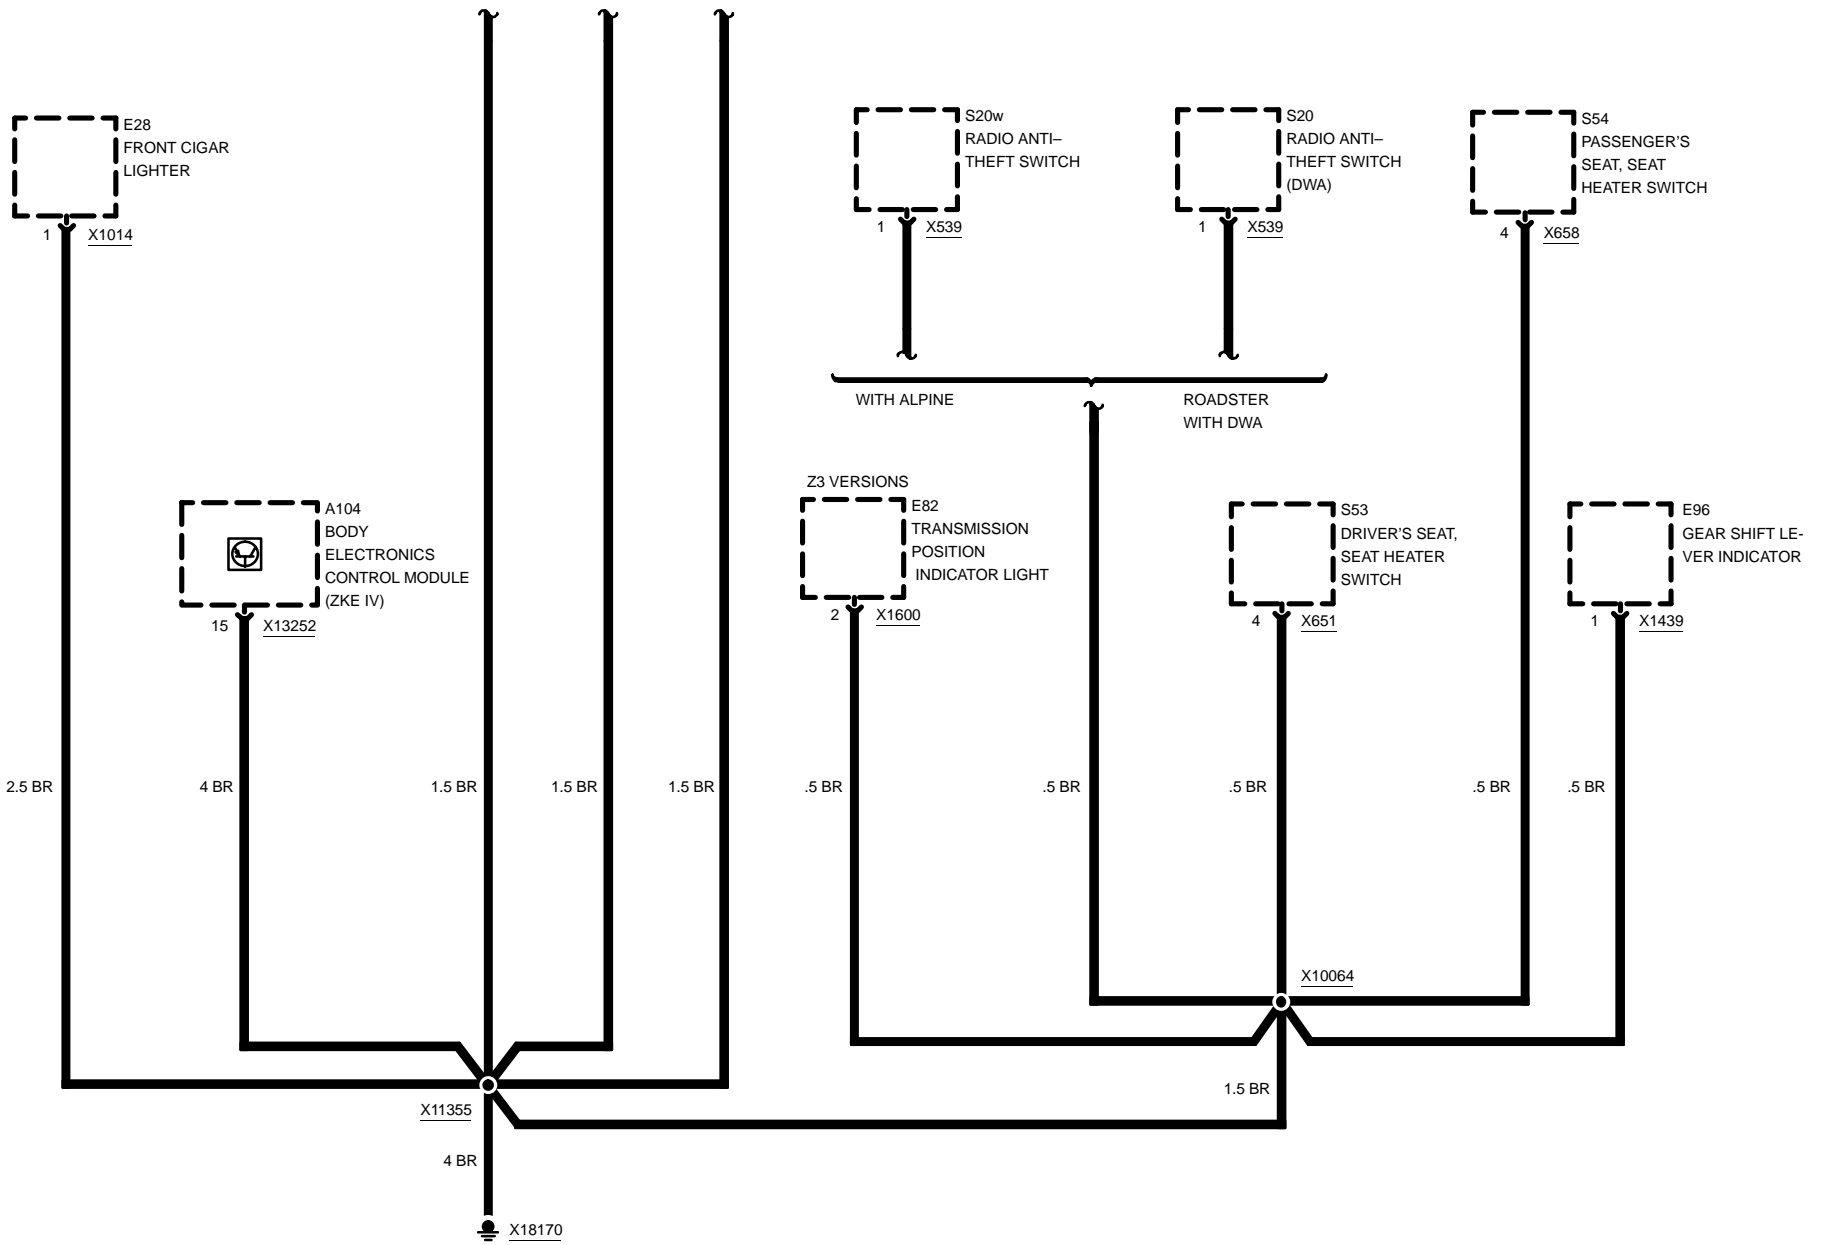 E28
FRONT CIGAR
LIGHTER
1
X1014
S20w
RADIO ANTI–
THEFT SWITCH
1
X539
S20
RADIO ANTI–
THEFT SWITCH
(DWA)
1
X539
S54
PASSENGER'S
SEAT, SEAT
HEATER SWITCH
4
X658
WITH ALPINE
ROADSTER
WITH DWA
A104
BODY
ELECTRONICS
CONTROL MODULE
(ZKE IV)
15
X13252
Z3 VERSIONS
E82
TRANSMISSION
POSITION
INDICATOR LIGHT
2
X1600
S53
DRIVER'S SEAT,
SEAT HEATER
SWITCH
4
X651
E96
GEAR SHIFT LE-
VER INDICATOR
1
X1439
2.5 BR
4 BR
1.5 BR
1.5 BR
1.5 BR
.5 BR
.5 BR
.5 BR
.5 BR
.5 BR
X10064
1.5 BR
X11355
4 BR
X18170